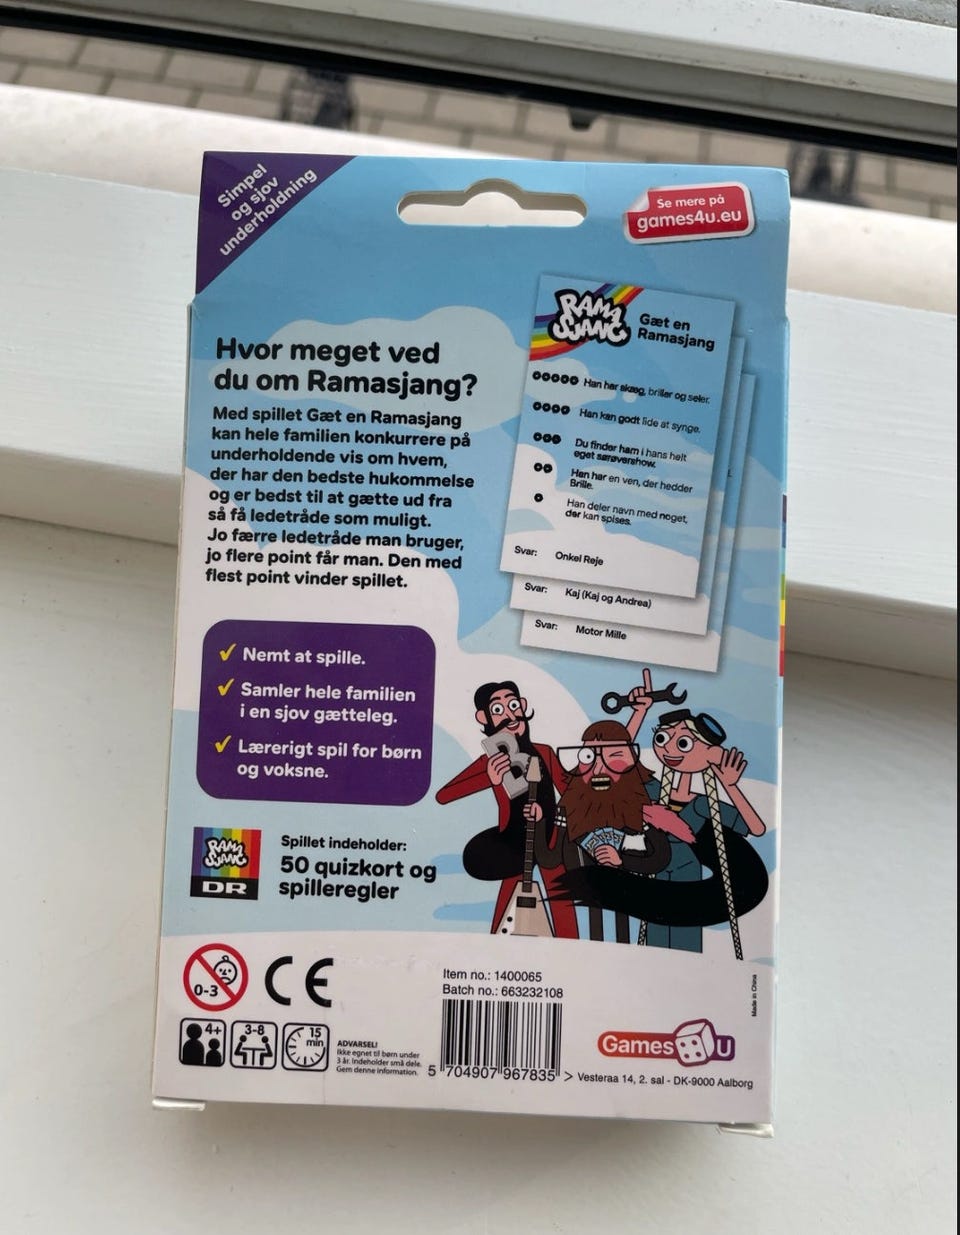 Simpel
og sjov
underholdning
Se mere på
games4u.eu
Hvor meget ved
du om Ramasjang?
Med spillet Gæt en Ramasjang
kan hele familien konkurrere på
underholdende vis om hvem,
der har den bedste hukommelse
og er bedst til at gætte ud fra
så få ledetråde som muligt.
Jo færre ledetråde man bruger,
jo flere point får man. Den med
flest point vinder spillet.
RAMA
SJANG
Gæt en
Ramasjang
Han har skæg, briller og seler.
Han kan godt lide at synge.
Du finder ham i hans helt
eget sørøvershow.
Han har en ven, der hedder
Brille.
Han deler navn med noget,
der kan spises.
Svar: Onkel Reje
Svar: Kaj (Kaj og Andrea)
Svar: Motor Mille
✓ Nemt at spille.
✓ Samler hele familien
i en sjov gætteleg.
✓ Lærerigt spil for børn
og voksne.
RAMA
SJANG
DR
Spillet indeholder:
50 quizkort og
spilleregler
0-3
CE
4+
3-8
15
min
ADVARSEL!
Ikke egnet til børn under
3 år. Indeholder små dele.
Gem denne information.
Item no.: 1400065
Batch no.: 663232108
5 704907 967835 >
Made in China
Games U
Vesteraa 14, 2. sal - DK-9000 Aalborg